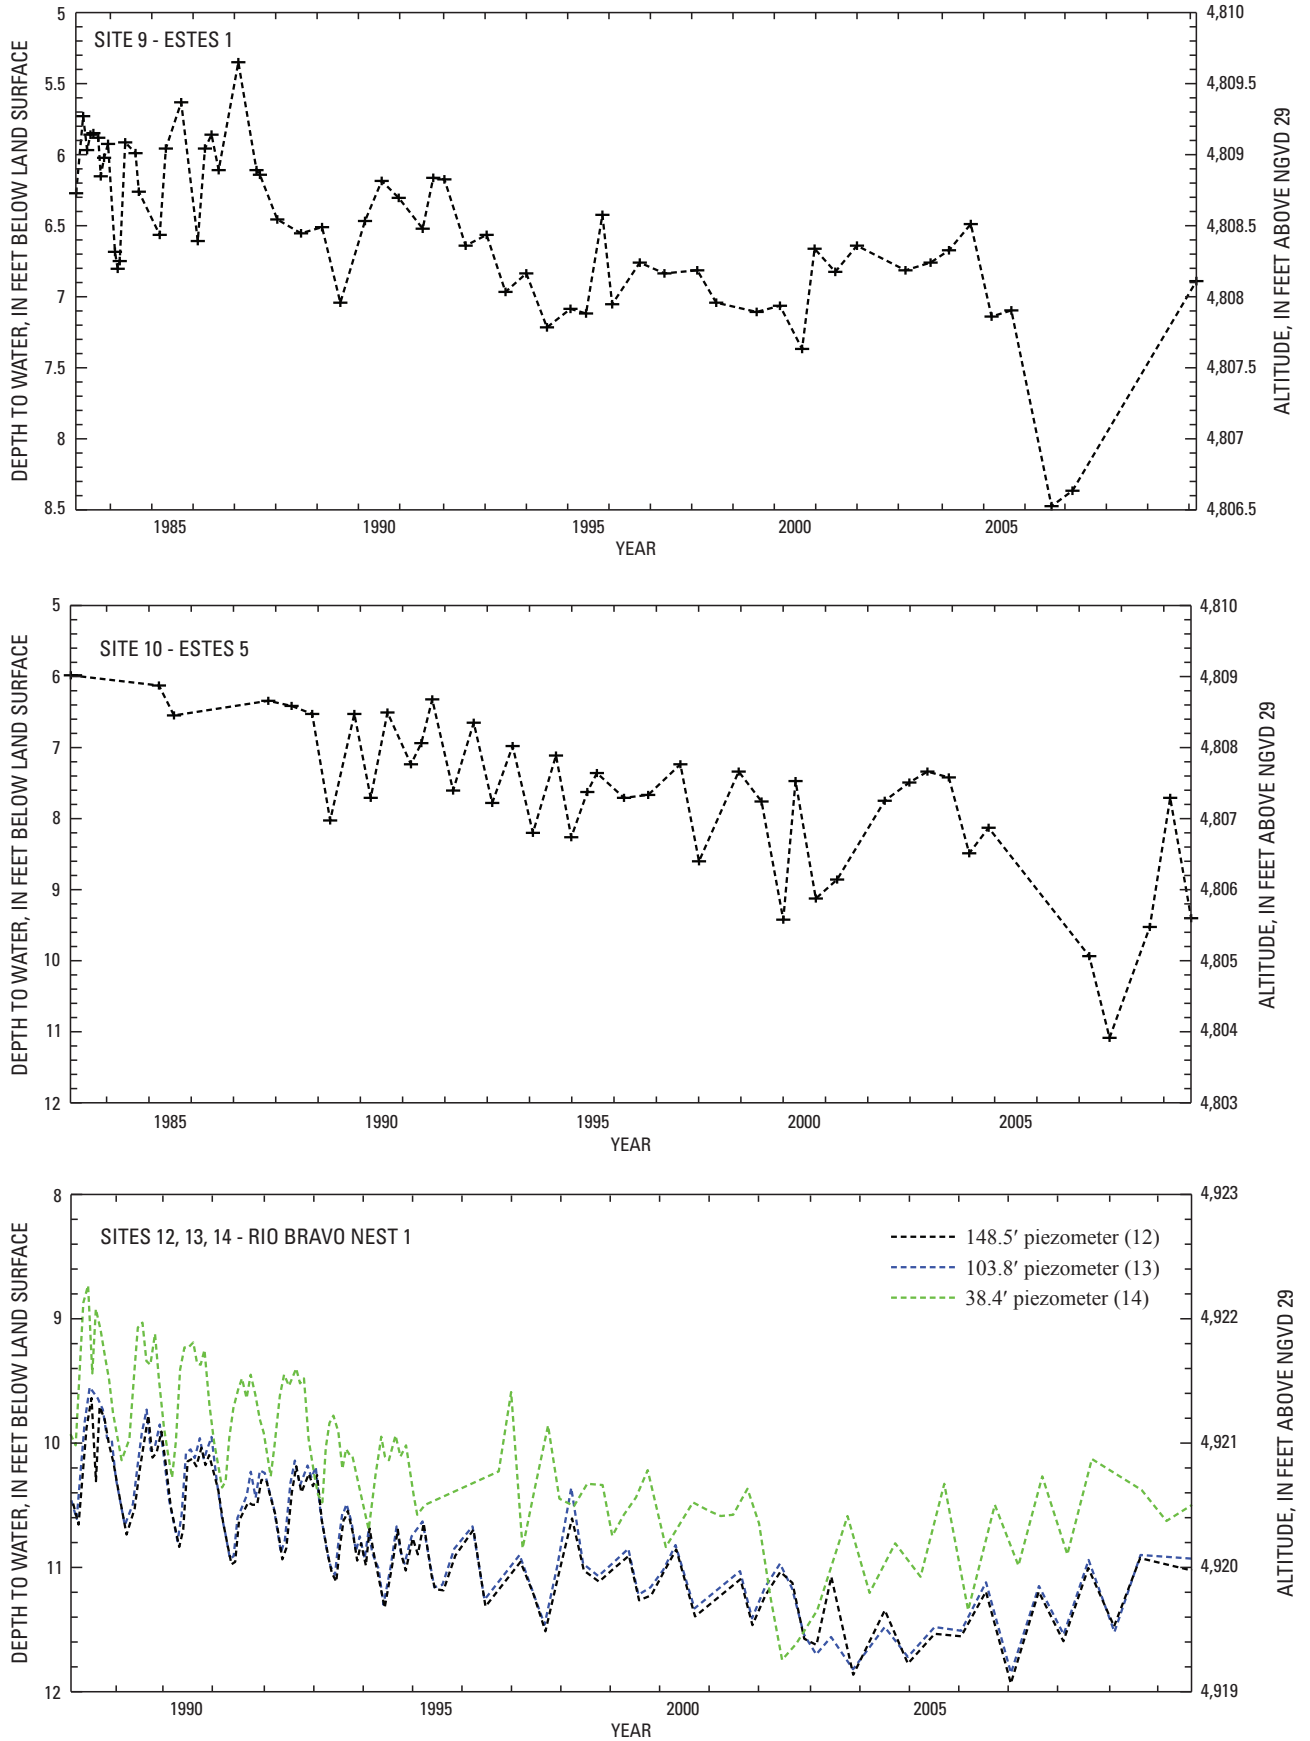 SITE 9 - ESTES 1
DEPTH TO WATER, IN FEET BELOW LAND SURFACE
5
5.5
6
6.5
7
7.5
8
8.5
4,810
4,809.5
4,809
4,808.5
4,808
4,807.5
4,807
4,806.5
ALTITUDE, IN FEET ABOVE NGVD 29
1985 1990 1995 2000 2005
YEAR
SITE 10 - ESTES 5
DEPTH TO WATER, IN FEET BELOW LAND SURFACE
5
6
7
8
9
10
11
12
4,810
4,809
4,808
4,807
4,806
4,805
4,804
4,803
ALTITUDE, IN FEET ABOVE NGVD 29
1985 1990 1995 2000 2005
YEAR
SITES 12, 13, 14 - RIO BRAVO NEST 1
148.5′ piezometer (12)
103.8′ piezometer (13)
38.4′ piezometer (14)
DEPTH TO WATER, IN FEET BELOW LAND SURFACE
8
9
10
11
12
4,923
4,922
4,921
4,920
4,919
ALTITUDE, IN FEET ABOVE NGVD 29
1990 1995 2000 2005
YEAR